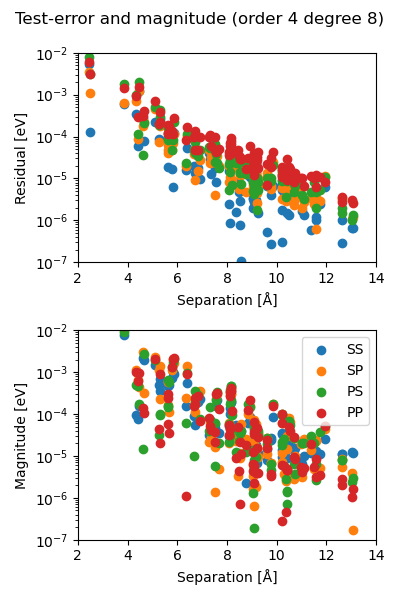 Test-error and magnitude (order 4 degree 8)
10⁻²
10⁻³
10⁻⁴
10⁻⁵
10⁻⁶
10⁻⁷
Residual [eV]
2 4 6 8 10 12 14
Separation [Å]
10⁻²
10⁻³
10⁻⁴
10⁻⁵
10⁻⁶
10⁻⁷
Magnitude [eV]
SS
SP
PS
PP
2 4 6 8 10 12 14
Separation [Å]